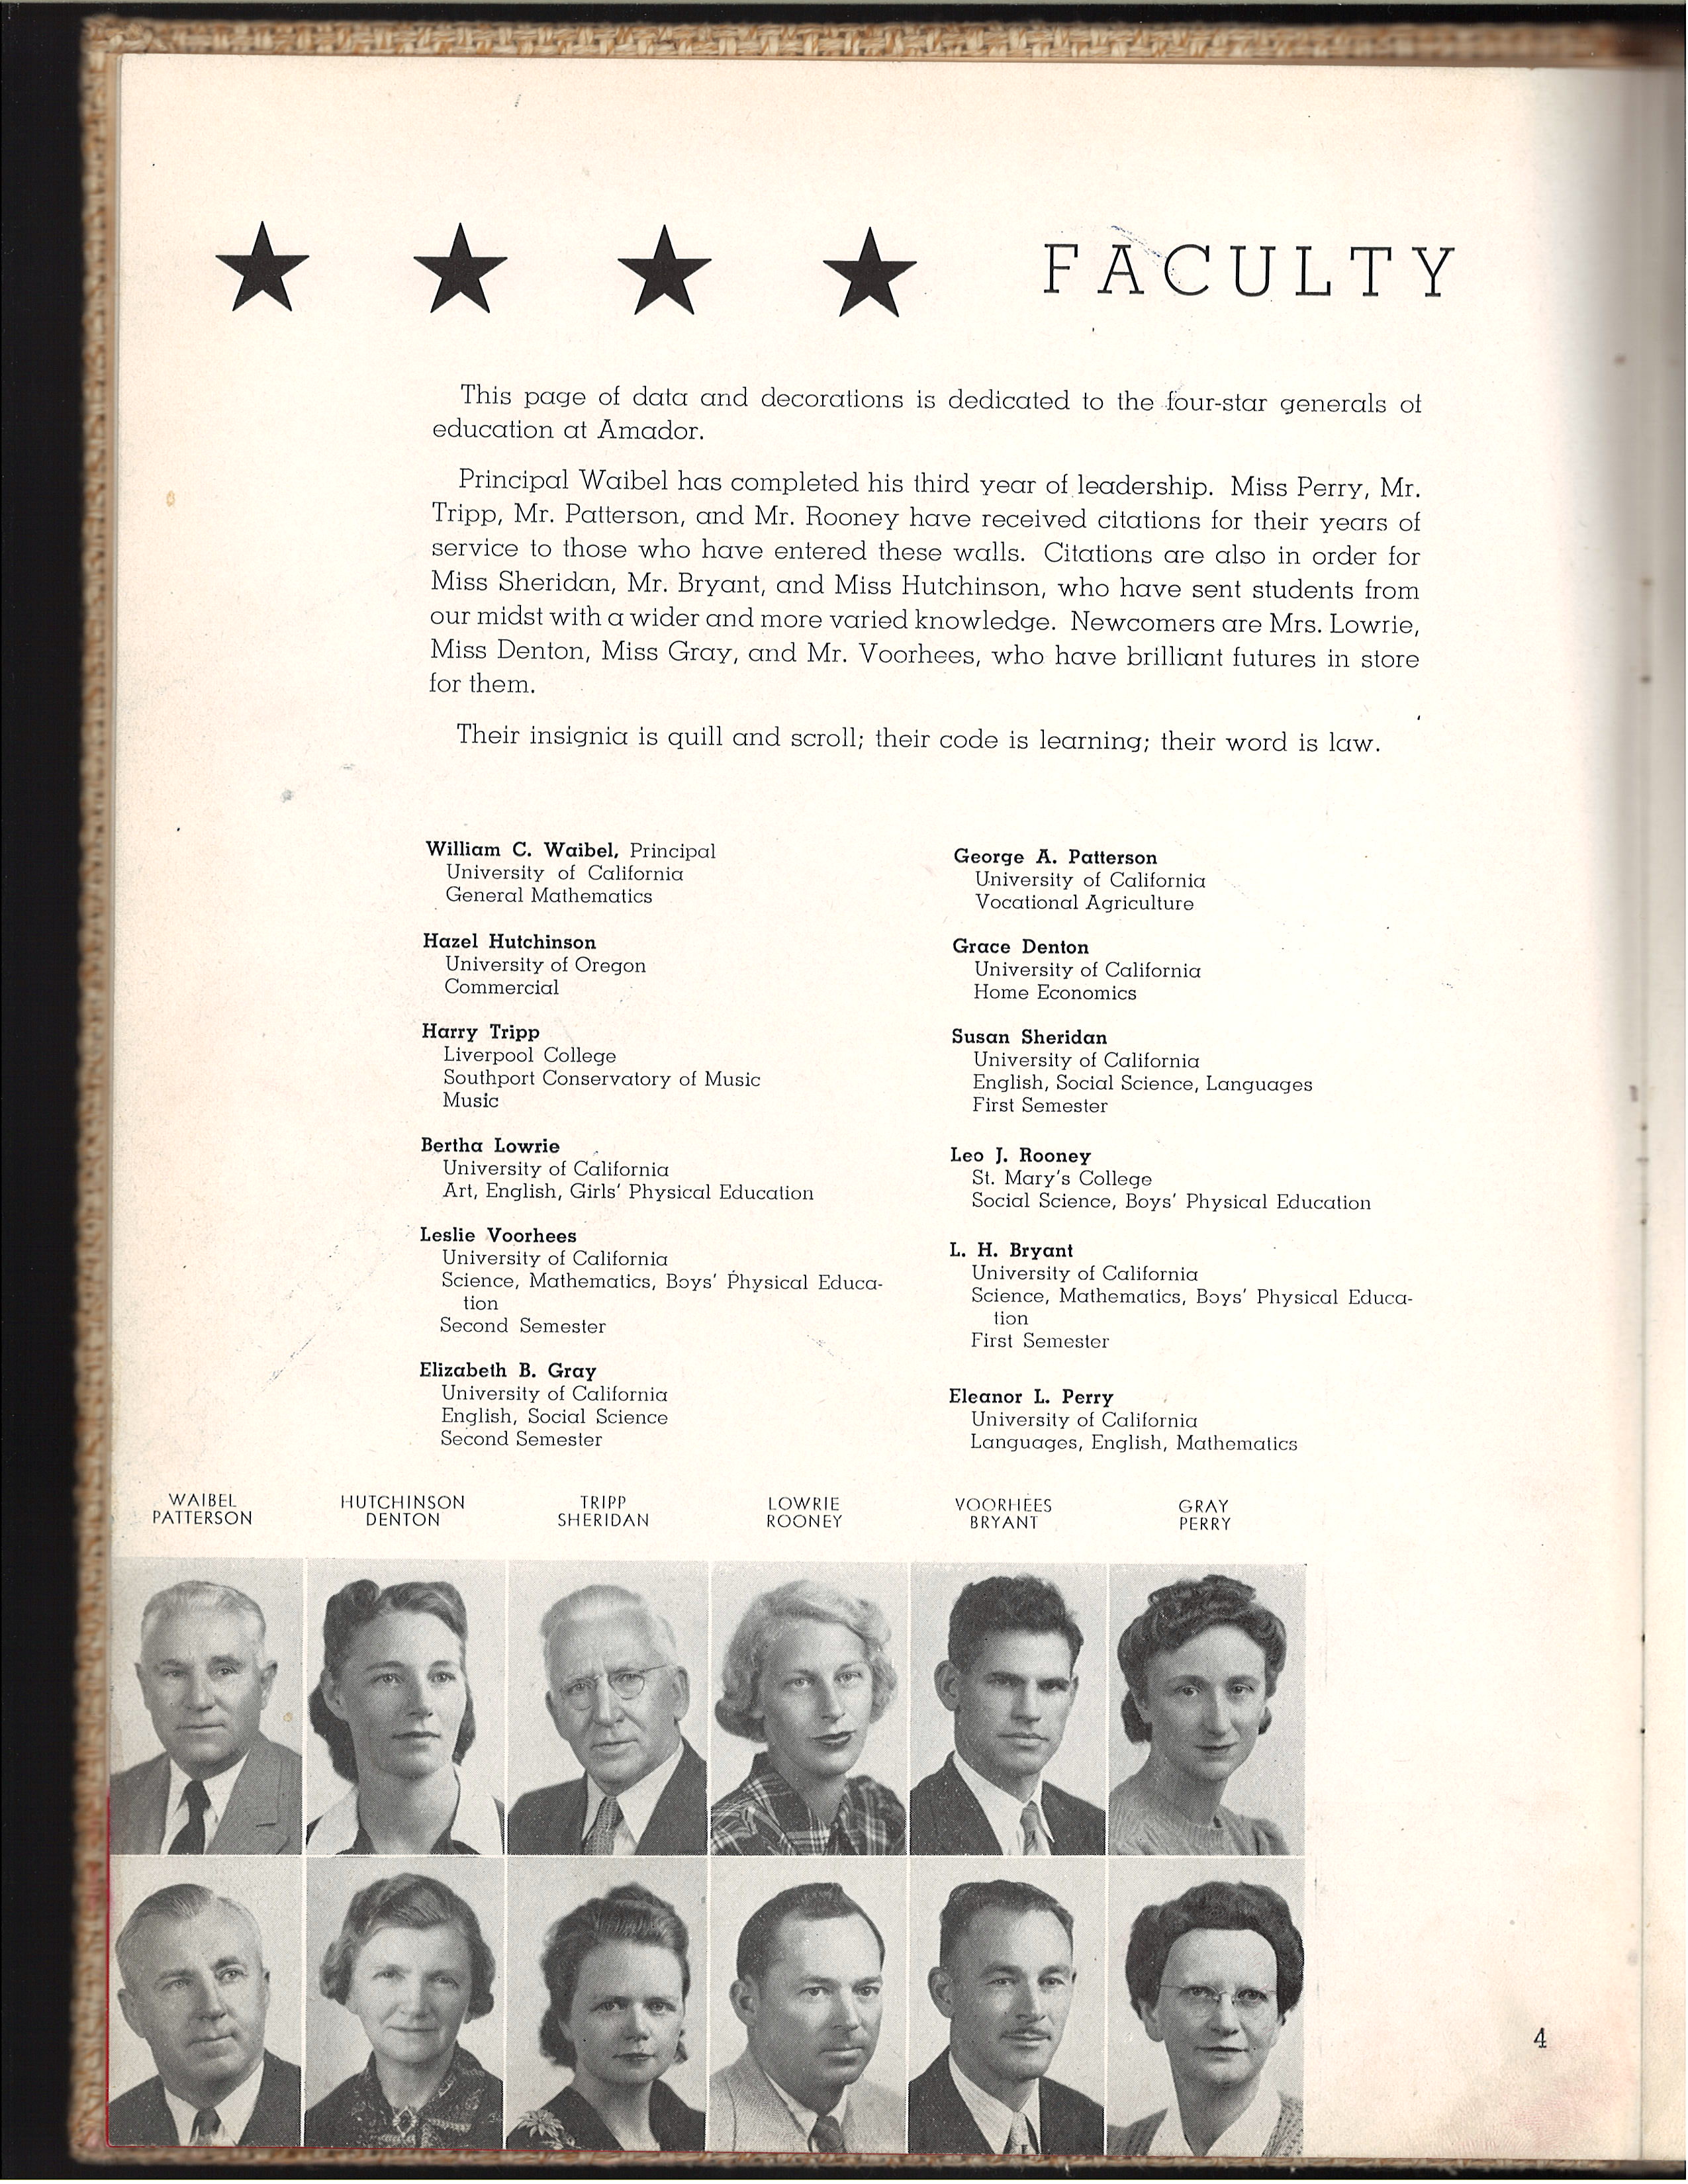 FACULTY
This page of data and decorations is dedicated to the four-star generals of
education at Amador.
Principal Waibel has completed his third year of leadership. Miss Perry, Mr.
Tripp, Mr. Patterson, and Mr. Rooney have received citations for their years of
service to those who have entered these walls. Citations are also in order for
Miss Sheridan, Mr. Bryant, and Miss Hutchinson, who have sent students from
our midst with a wider and more varied knowledge. Newcomers are Mrs. Lowrie,
Miss Denton, Miss Gray, and Mr. Voorhees, who have brilliant futures in store
for them.
Their insignia is quill and scroll; their code is learning; their word is law.
William C. Waibel, Principal
University of California
General Mathematics
Hazel Hutchinson
University of Oregon
Commercial
Harry Tripp
Liverpool College
Southport Conservatory of Music
Music
Bertha Lowrie
University of California
Art, English, Girls' Physical Education
Leslie Voorhees
University of California
Science, Mathematics, Boys' Physical Educa-
tion
Second Semester
Elizabeth B. Gray
University of California
English, Social Science
Second Semester
George A. Patterson
University of California
Vocational Agriculture
Grace Denton
University of California
Home Economics
Susan Sheridan
University of California
English, Social Science, Languages
First Semester
Leo J. Rooney
St. Mary's College
Social Science, Boys' Physical Education
L. H. Bryant
University of California
Science, Mathematics, Boys' Physical Educa-
tion
First Semester
Eleanor L. Perry
University of California
Languages, English, Mathematics
WAIBEL
PATTERSON
HUTCHINSON
DENTON
TRIPP
SHERIDAN
LOWRIE
ROONEY
VOORHEES
BRYANT
GRAY
PERRY
4